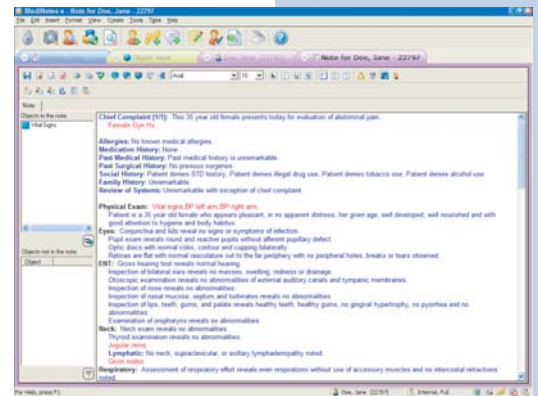 MediNotes e - Note for Doe, Jane - 22797
File Edit Insert Format View Create Tools Table Help
Note for Doe, Jane - 22797
Arial 10
Note
Objects in the note
Vital Signs
Objects not in the note
Object
Chief Complaint (1/1): This 35 year old female presents today for evaluation of abdominal pain.
Female Gyn Hx
Allergies: No known medical allergies.
Medication History: None.
Past Medical History: Past medical history is unremarkable.
Past Surgical History: No previous surgeries.
Social History: Patient denies STD history, Patient denies illegal drug use, Patient denies tobacco use, Patient denies alcohol use.
Family History: Unremarkable.
Review of Systems: Unremarkable with exception of chief complaint.
Physical Exam: Vital signs:BP left arm:BP right arm:
Patient is a 35 year old female who appears pleasant, in no apparent distress, her given age, well developed, well nourished and with
good attention to hygiene and body habitus.
Eyes: Conjunctiva and lids reveal no signs or symptoms of infection.
Pupil exam reveals round and reactive pupils without afferent pupillary defect.
Optic discs with normal color, contour and cupping bilaterally.
Retinas are flat with normal vasculature out to the far periphery with no peripheral holes, breaks or tears observed.
ENT: Gross hearing test reveals normal hearing.
Inspection of bilateral ears reveals no masses, swelling, redness or drainage.
Otoscopic examination reveals no abnormalities of external auditory canals and tympanic membranes.
Inspection of nose reveals no abnormalities.
Inspection of nasal mucosa, septum and turbinates reveals no abnormalities.
Inspection of lips, teeth, gums, and palate reveals healthy teeth, healthy gums, no gingival hypertrophy, no pyorrhea and no
abnormalities.
Examination of oropharynx reveals no abnormalities.
Neck: Neck exam reveals no abnormalities.
Thyroid examination reveals no abnormalities.
Jugular veins:
Lymphatic: No neck, supraclavicular, or axillary lymphadenopathy noted.
Groin nodes:
Respiratory: Assessment of respiratory effort reveals even respirations without use of accessory muscles and no intercostal retractions
noted.
For Help, press F1
Doe, Jane (22797)
Internal, Full